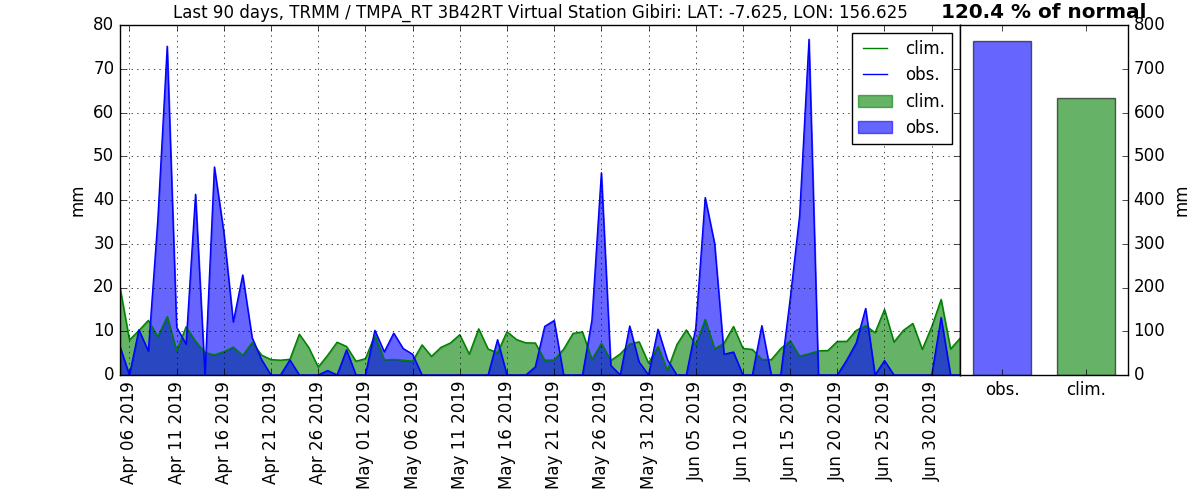 Last 90 days, TRMM / TMPA_RT 3B42RT Virtual Station Gibiri: LAT: -7.625, LON: 156.625
120.4 % of normal
80
70
60
50
40
30
20
10
0
mm
clim.
obs.
clim.
obs.
800
700
600
500
400
300
200
100
0
mm
Apr 06 2019
Apr 11 2019
Apr 16 2019
Apr 21 2019
Apr 26 2019
May 01 2019
May 06 2019
May 11 2019
May 16 2019
May 21 2019
May 26 2019
May 31 2019
Jun 05 2019
Jun 10 2019
Jun 15 2019
Jun 20 2019
Jun 25 2019
Jun 30 2019
obs.
clim.